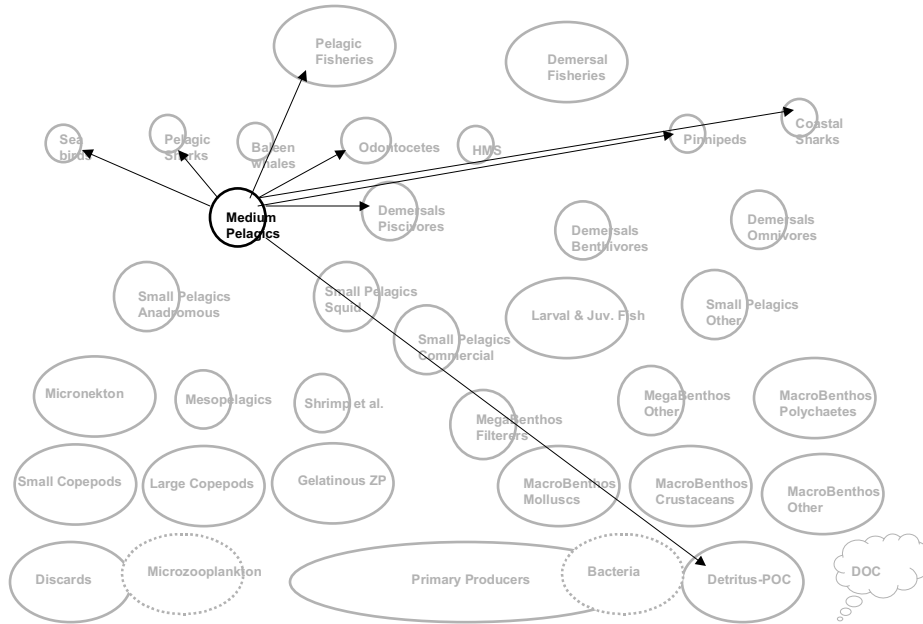 Pelagic
Fisheries
Demersal
Fisheries
Sea
birds
Pelagic
Sharks
Baleen
whales
Odontocetes
HMS
Pinnipeds
Coastal
Sharks
Medium
Pelagics
Demersals
Piscivores
Demersals
Benthivores
Demersals
Omnivores
Small Pelagics
Anadromous
Small Pelagics
Squid
Small Pelagics
Commercial
Larval & Juv. Fish
Small Pelagics
Other
Micronekton
Mesopelagics
Shrimp et al.
MegaBenthos
Filterers
MegaBenthos
Other
MacroBenthos
Polychaetes
Small Copepods
Large Copepods
Gelatinous ZP
MacroBenthos
Molluscs
MacroBenthos
Crustaceans
MacroBenthos
Other
Discards
Microzooplankton
Primary Producers
Bacteria
Detritus-POC
DOC